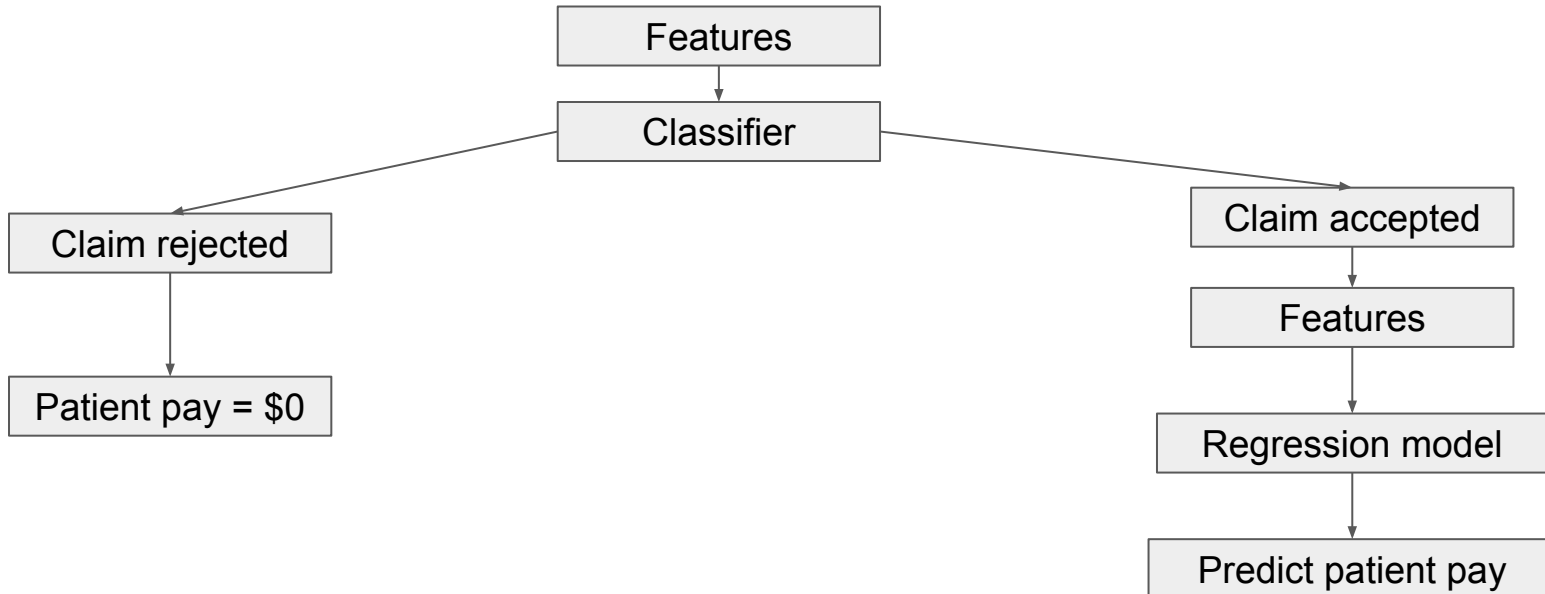 Features
Classifier
Claim rejected
Claim accepted
Features
Patient pay = $0
Regression model
Predict patient pay